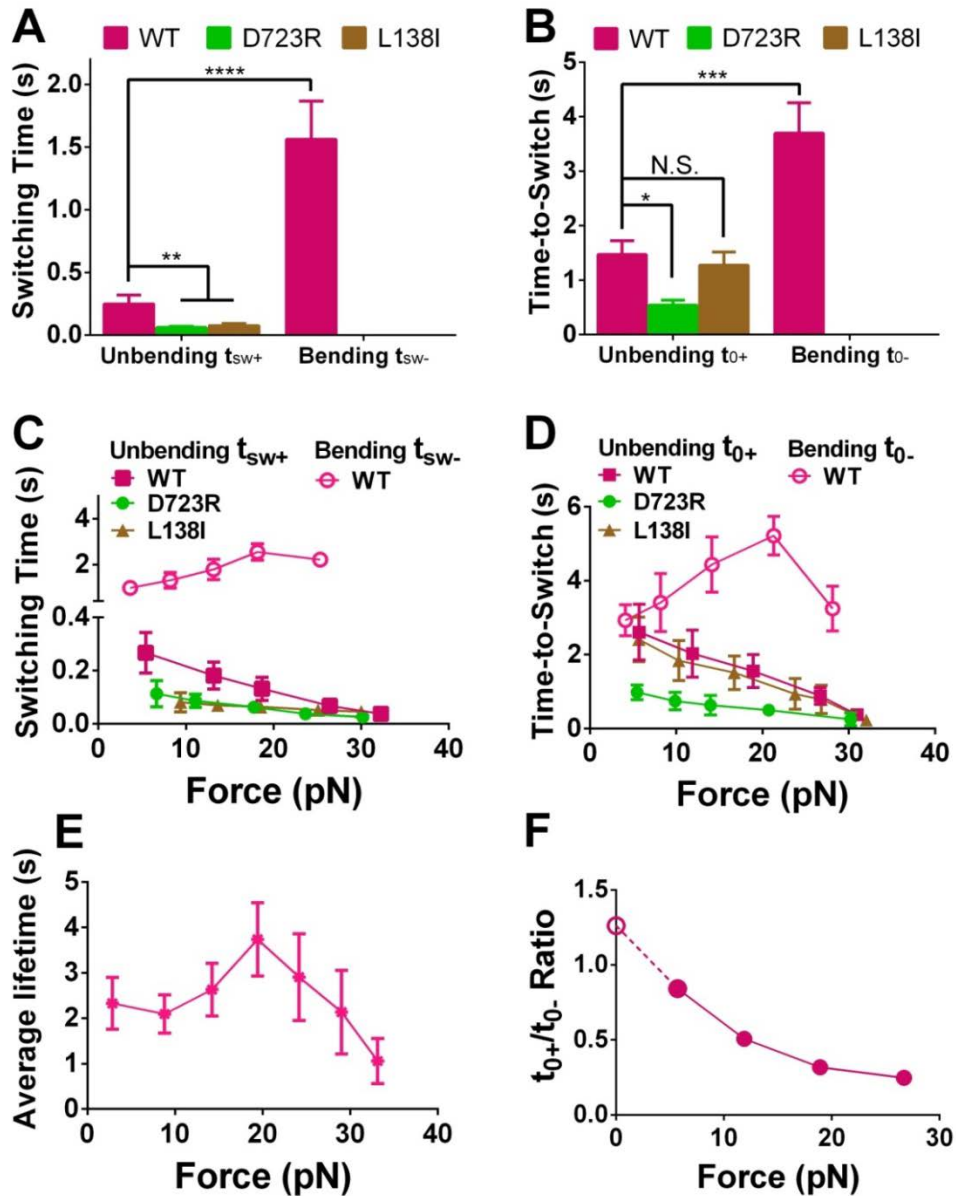 A
WT D723R L138I
Switching Time (s)
2.0
1.5
1.0
0.5
0.0
****
**
Unbending tsw+ Bending tsw-
B
WT D723R L138I
Time-to-Switch (s)
5
4
3
2
1
0
***
N.S.
*
Unbending t0+ Bending t0-
C
Unbending tsw+ Bending tsw-
WT WT
D723R
L138I
Switching Time (s)
4
2
0.4
0.2
0.0
0 10 20 30 40
Force (pN)
D
Unbending t0+ Bending t0-
WT WT
D723R
L138I
Time-to-Switch (s)
6
4
2
0
0 10 20 30 40
Force (pN)
E
Average lifetime (s)
5
4
3
2
1
0
0 10 20 30 40
Force (pN)
F
t0+/t0- Ratio
1.5
1.0
0.5
0.0
0 10 20 30
Force (pN)